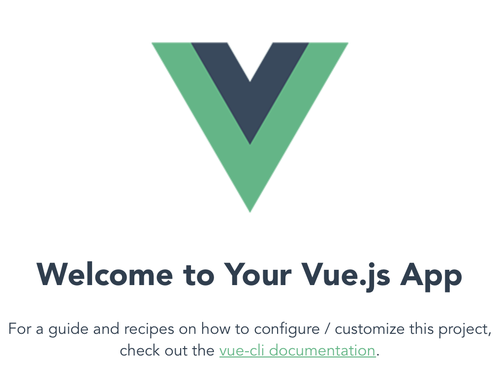 Welcome to Your Vue.js App
For a guide and recipes on how to configure / customize this project,
check out the vue-cli documentation.